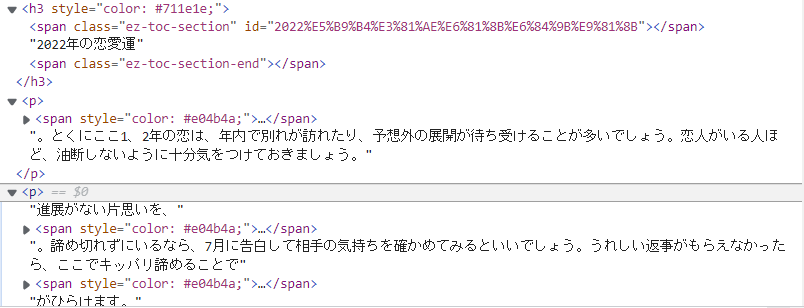 ▼<h3 style="color: #711e1e;">
<span class="ez-toc-section" id="2022%E5%B9%B4%E3%81%AE%E6%81%8B%E6%84%9B%E9%81%8B"></span>
"2022年の恋愛運"
<span class="ez-toc-section-end"></span>
</h3>
▼<p>
▶<span style="color: #e04b4a;">…</span>
"。とくにここ1、2年の恋は、年内で別れが訪れたり、予想外の展開が待ち受けることが多いでしょう。恋人がいる人ほ
ど、油断しないように十分気をつけておきましょう。"
</p>
▼<p> == $0
"進展がない片思いを、"
▶<span style="color: #e04b4a;">…</span>
"。諦め切れずにいるなら、7月に告白して相手の気持ちを確かめてみるといいでしょう。うれしい返事がもらえなかった
ら、ここでキッパリ諦めることで"
▶<span style="color: #e04b4a;">…</span>
"がひらけます。"